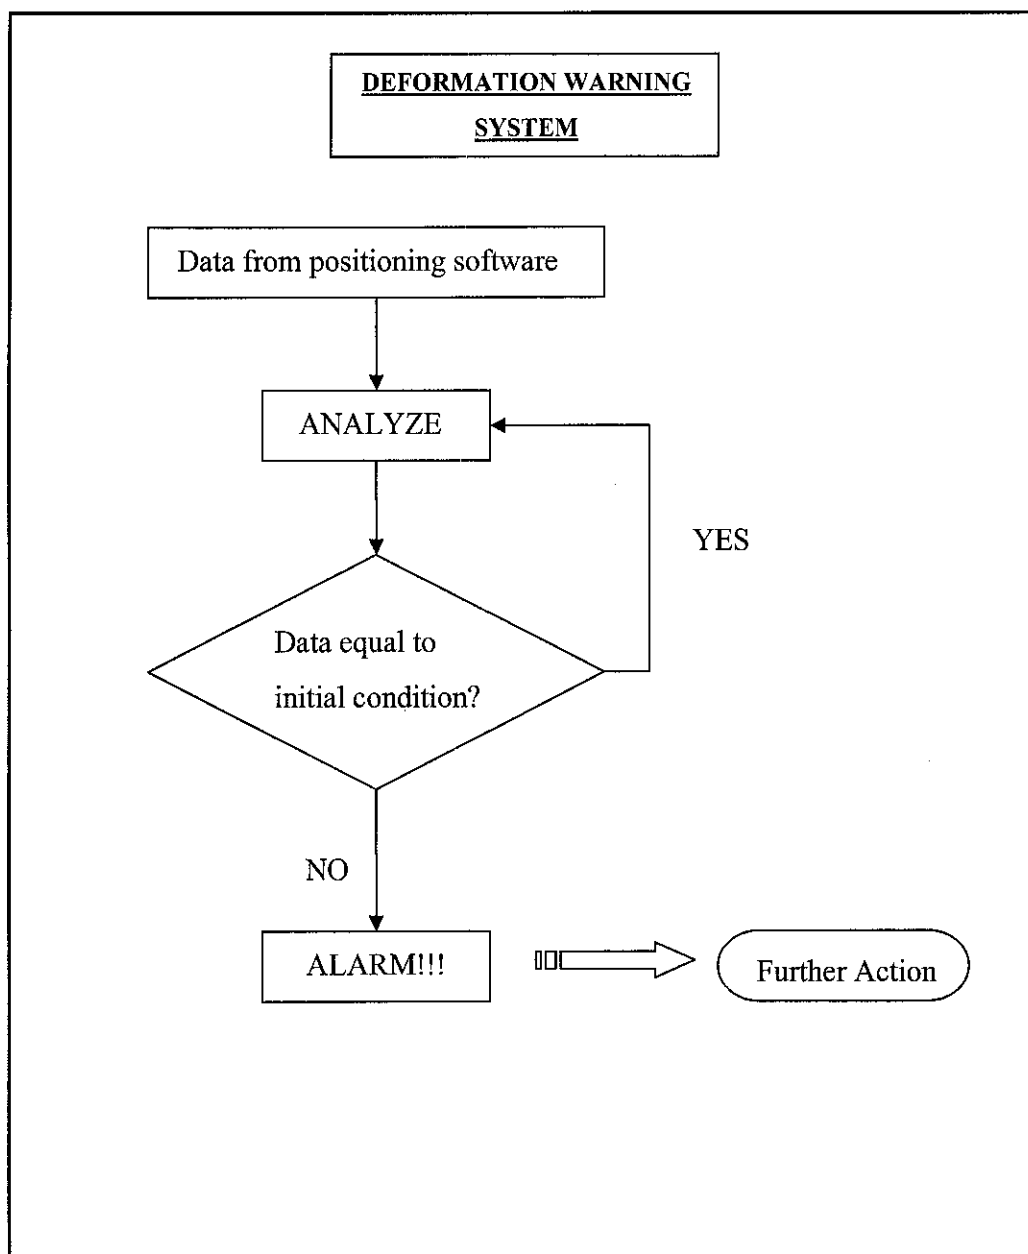 DEFORMATION WARNING
SYSTEM
Data from positioning software
ANALYZE
YES
Data equal to
initial condition?
NO
ALARM!!!
Further Action